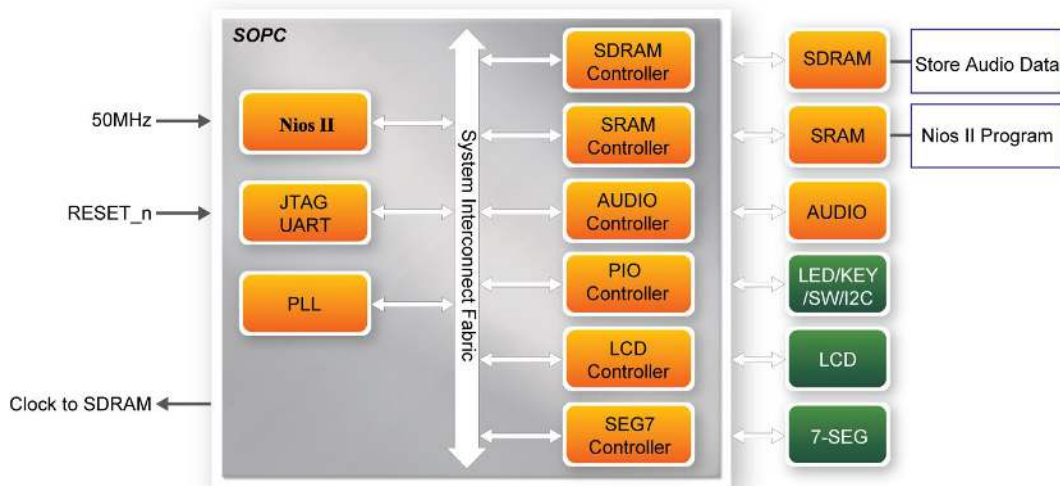 SOPC
50MHz
RESET_n
Clock to SDRAM
Nios II
JTAG
UART
PLL
System Interconnect Fabric
SDRAM
Controller
SRAM
Controller
AUDIO
Controller
PIO
Controller
LCD
Controller
SEG7
Controller
SDRAM
SRAM
AUDIO
LED/KEY
/SW/I2C
LCD
7-SEG
Store Audio Data
Nios II Program